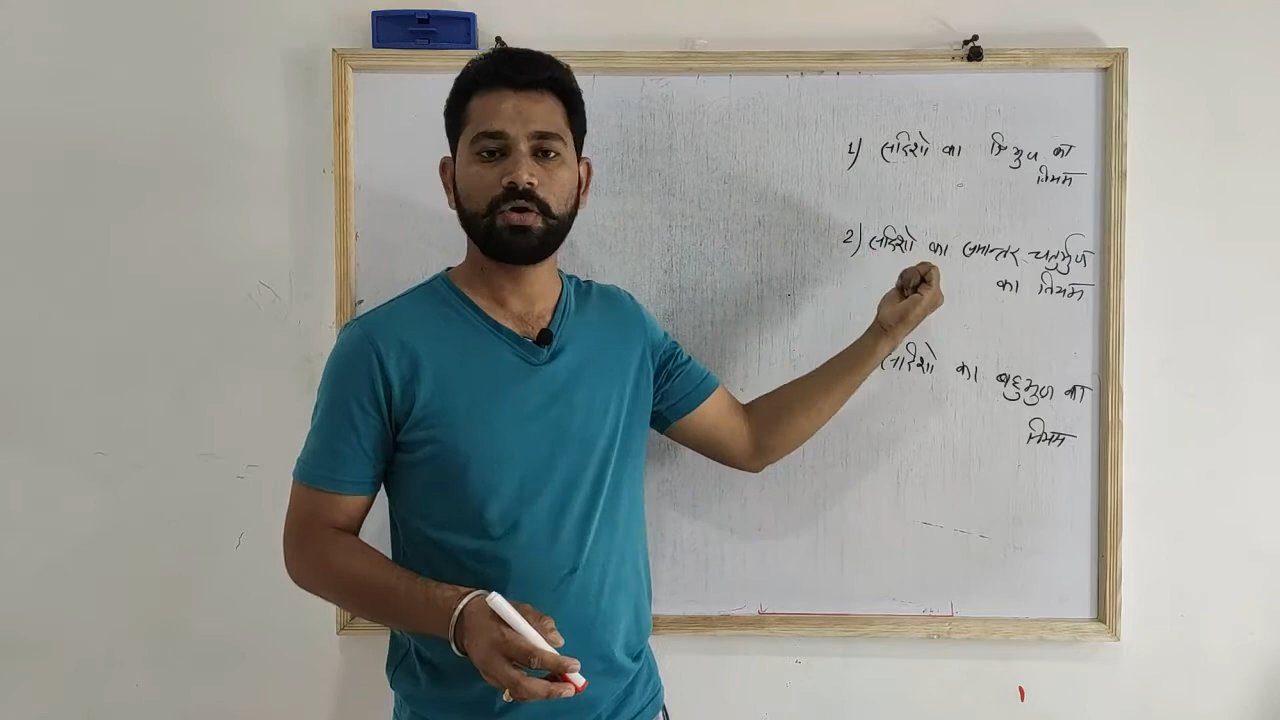 1) सदिशो का त्रिभुज का
नियम
2) सदिशो का समान्तर चतुर्भुज
का नियम
सदिशो का बहुभुज का
नियम